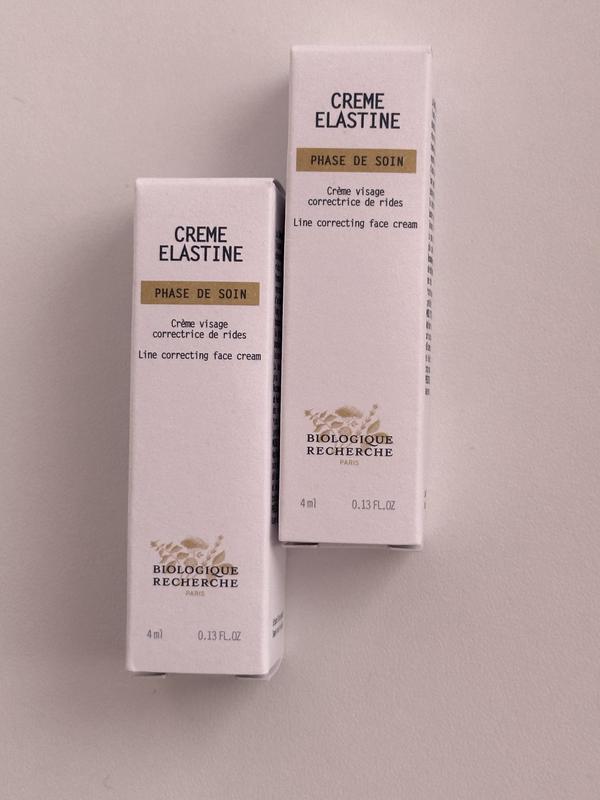 CREME
ELASTINE
PHASE DE SOIN
Crème visage
correctrice de rides
Line correcting face cream
BIOLOGIQUE
RECHERCHE
PARIS
4 ml 0.13 FL.OZ
CREME
ELASTINE
PHASE DE SOIN
Crème visage
correctrice de rides
Line correcting face cream
BIOLOGIQUE
RECHERCHE
PARIS
4 ml 0.13 FL.OZ